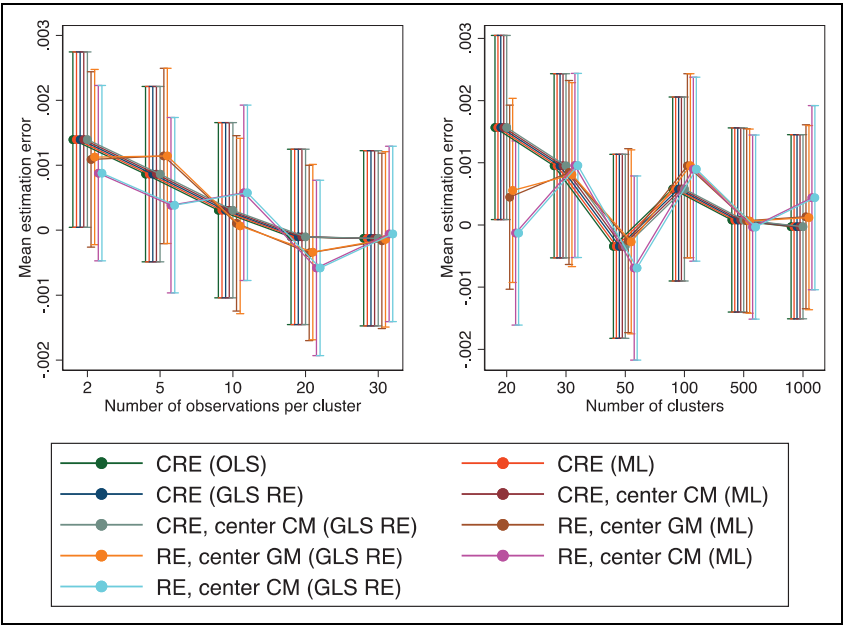 Mean estimation error
.003
.002
.001
0
-.001
-.002
2
5
10
20
30
Number of observations per cluster
Mean estimation error
.003
.002
.001
0
-.001
-.002
20
30
50
100
500
1000
Number of clusters
CRE (OLS)
CRE (ML)
CRE (GLS RE)
CRE, center CM (ML)
CRE, center CM (GLS RE)
RE, center GM (ML)
RE, center GM (GLS RE)
RE, center CM (ML)
RE, center CM (GLS RE)